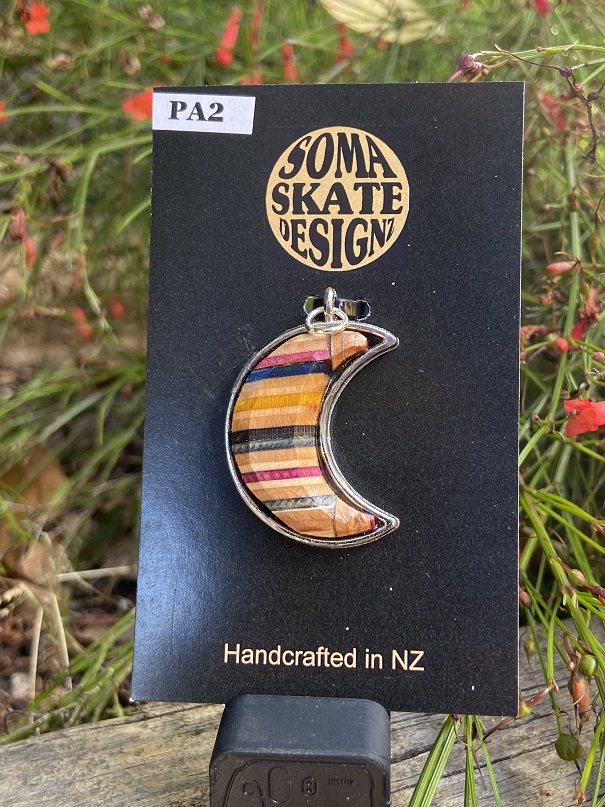 PA2
SOMA
SKATE
DESIGNZ
Handcrafted in NZ